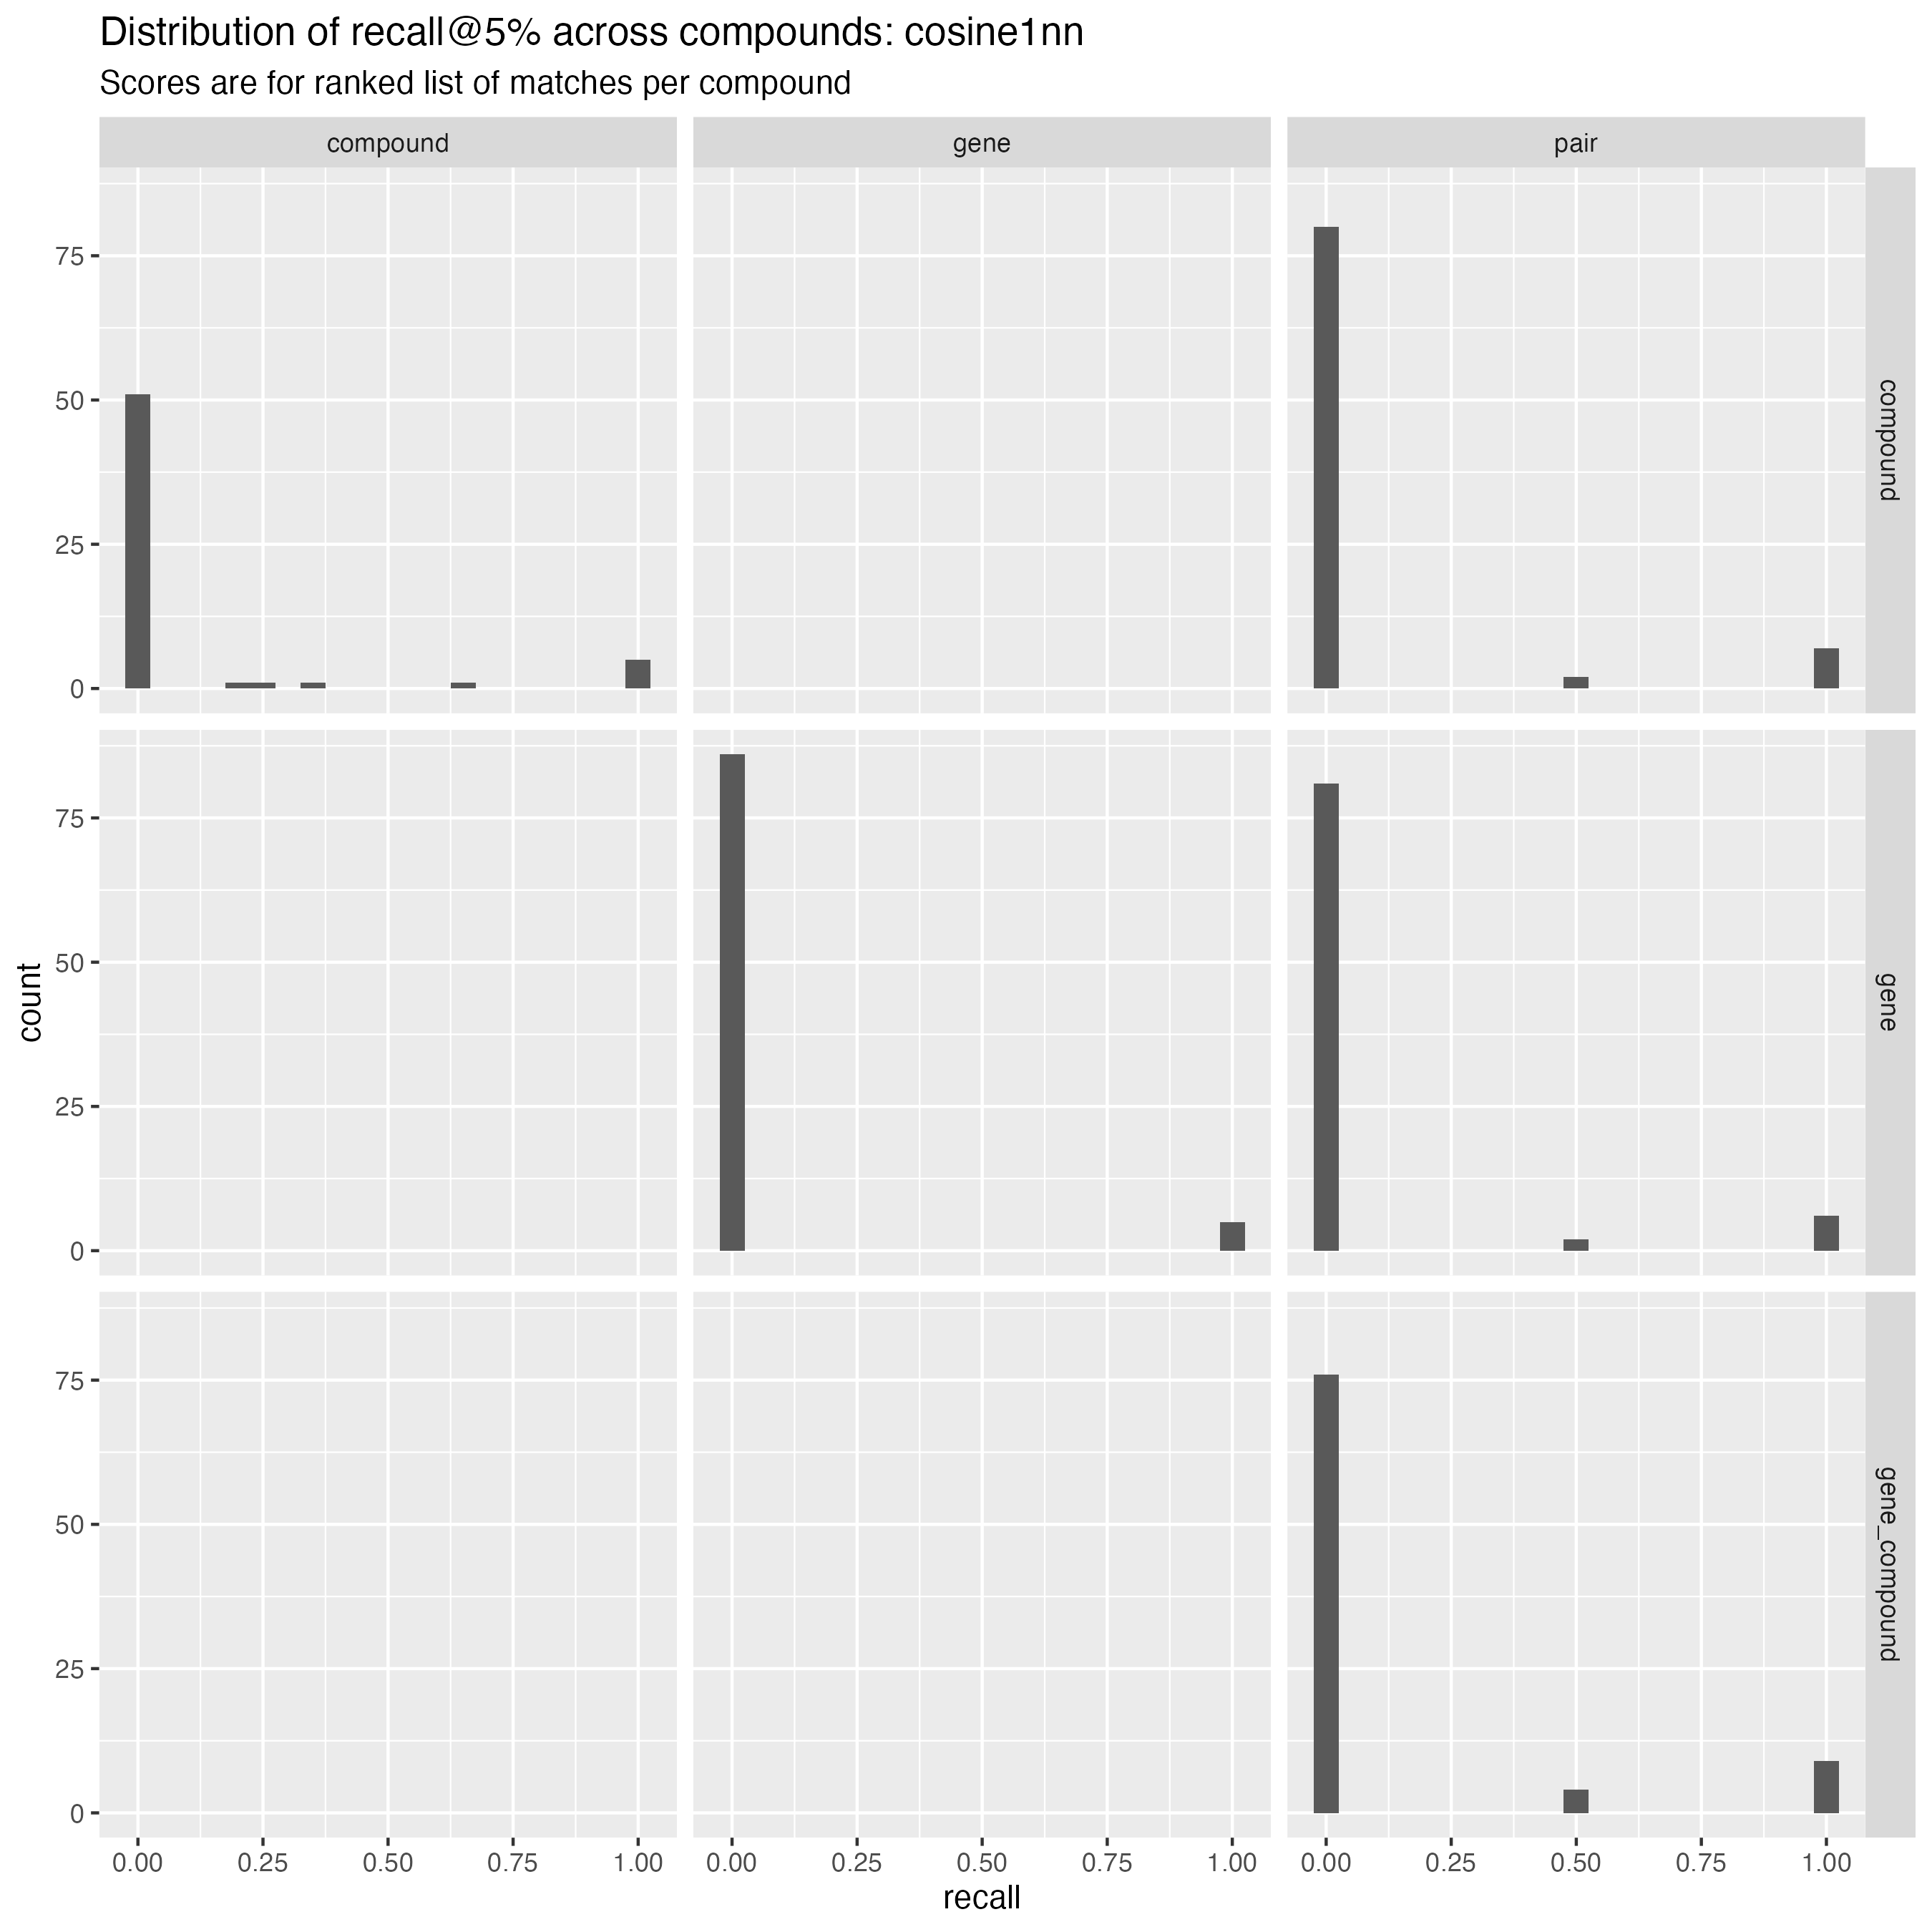 Distribution of recall@5% across compounds: cosine1nn
Scores are for ranked list of matches per compound
compound
gene
pair
75
50
25
0
compound
count
75
50
25
0
gene
75
50
25
0
gene_compound
0.00 0.25 0.50 0.75 1.00
0.00 0.25 0.50 0.75 1.00
0.00 0.25 0.50 0.75 1.00
recall